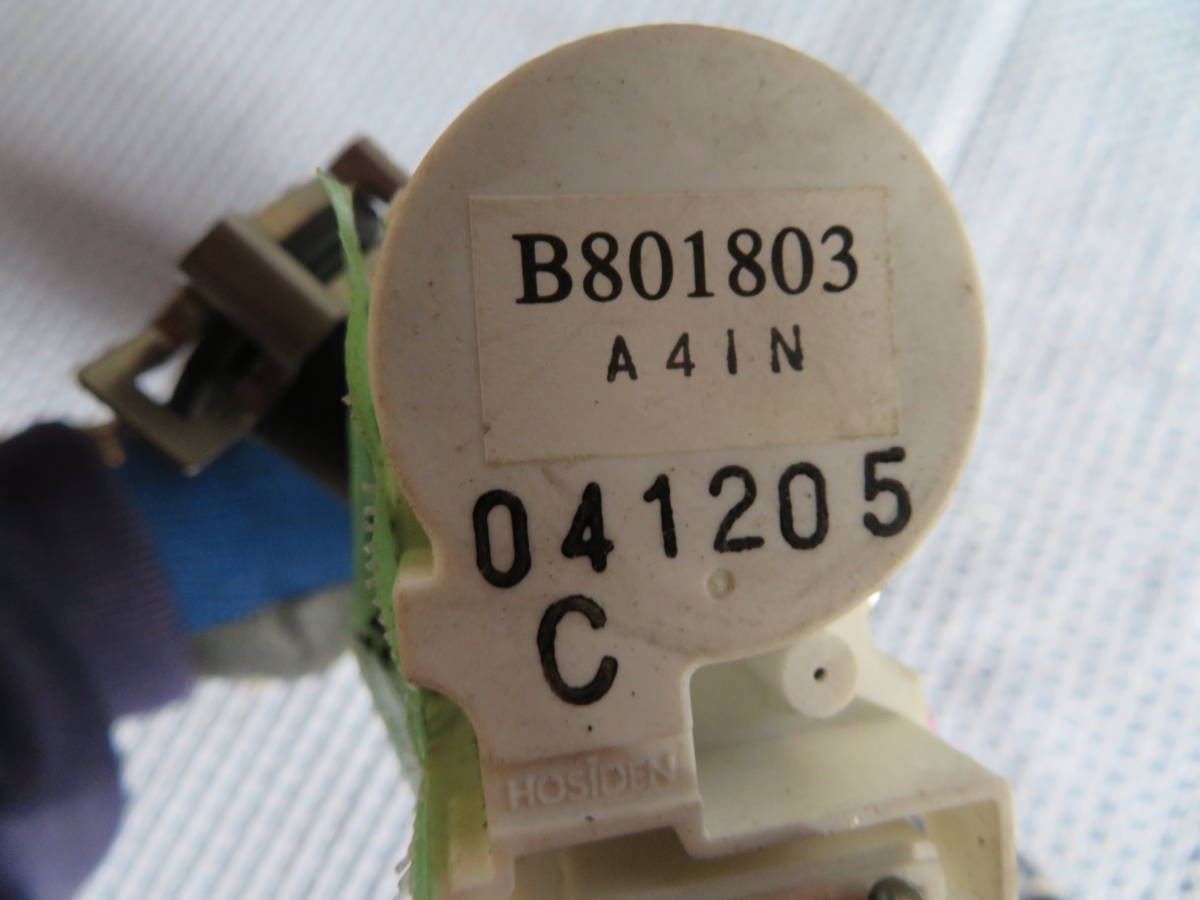 B801803
A4IN
041205
C
HOSIDEN